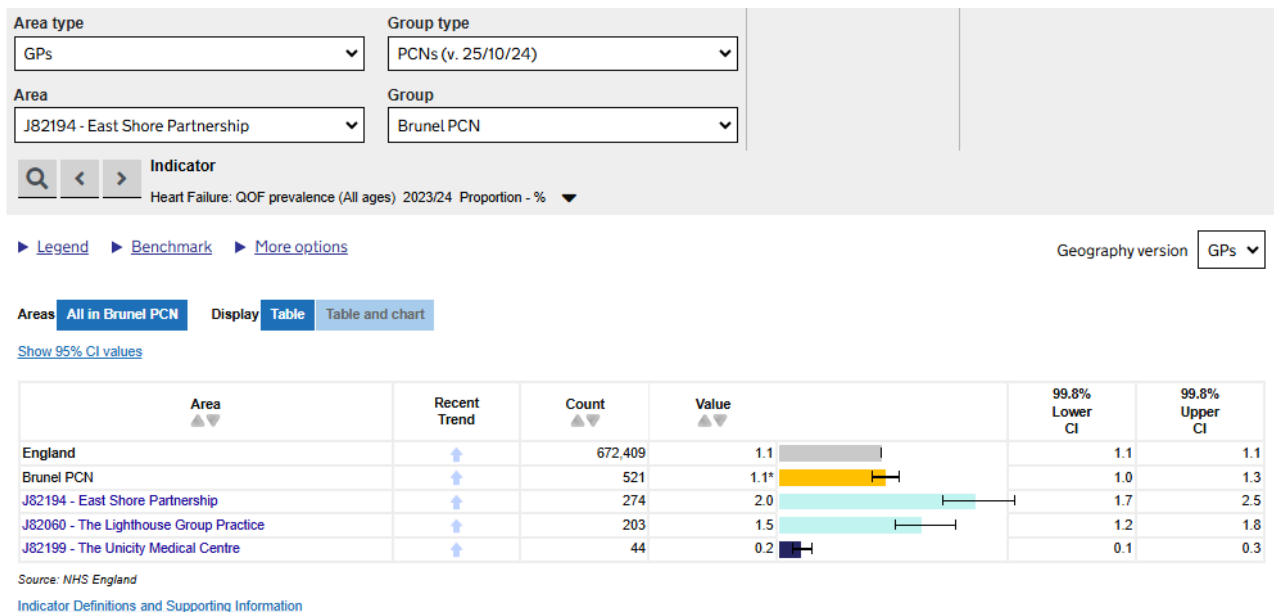 Area type
Group type
GPs
PCNs (v. 25/10/24)
Area
Group
J82194 - East Shore Partnership
Brunel PCN
Indicator
Heart Failure: QOF prevalence (All ages) 2023/24 Proportion - %
Legend Benchmark More options
Geography version GPs
Areas All in Brunel PCN Display Table Table and chart
Show 95% CI values
Area Recent Trend Count Value 99.8% Lower CI 99.8% Upper CI
England 672,409 1.1 1.1 1.1
Brunel PCN 521 1.1* 1.0 1.3
J82194 - East Shore Partnership 274 2.0 1.7 2.5
J82060 - The Lighthouse Group Practice 203 1.5 1.2 1.8
J82199 - The Unicity Medical Centre 44 0.2 0.1 0.3
Source: NHS England
Indicator Definitions and Supporting Information